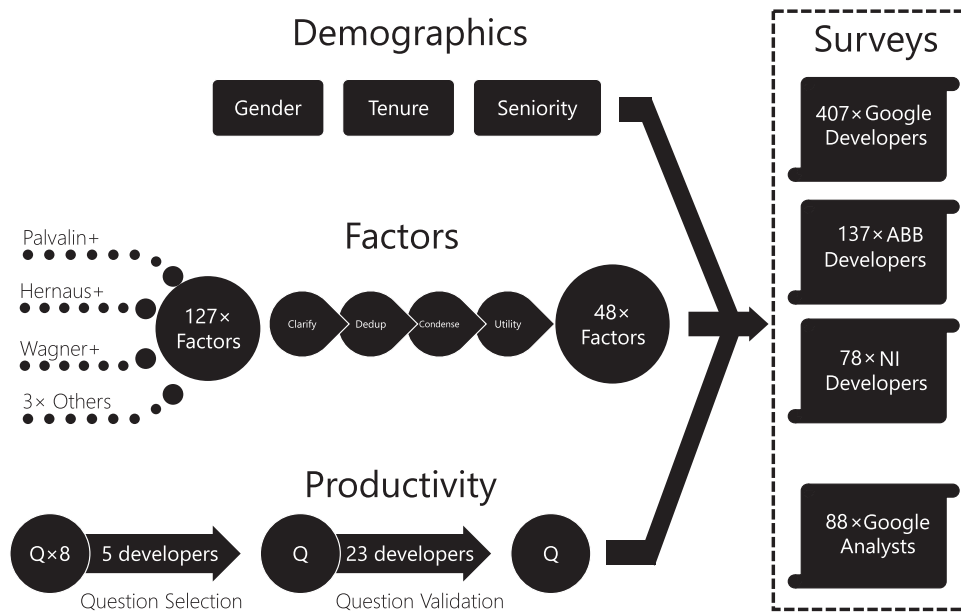 Demographics
Gender
Tenure
Seniority
Factors
Palvalin+
Hernaus+
Wagner+
3× Others
127×
Factors
Clarify
Dedup
Condense
Utility
48×
Factors
Productivity
Q×8
5 developers
Q
23 developers
Q
Question Selection
Question Validation
Surveys
407×Google
Developers
137×ABB
Developers
78×NI
Developers
88×Google
Analysts